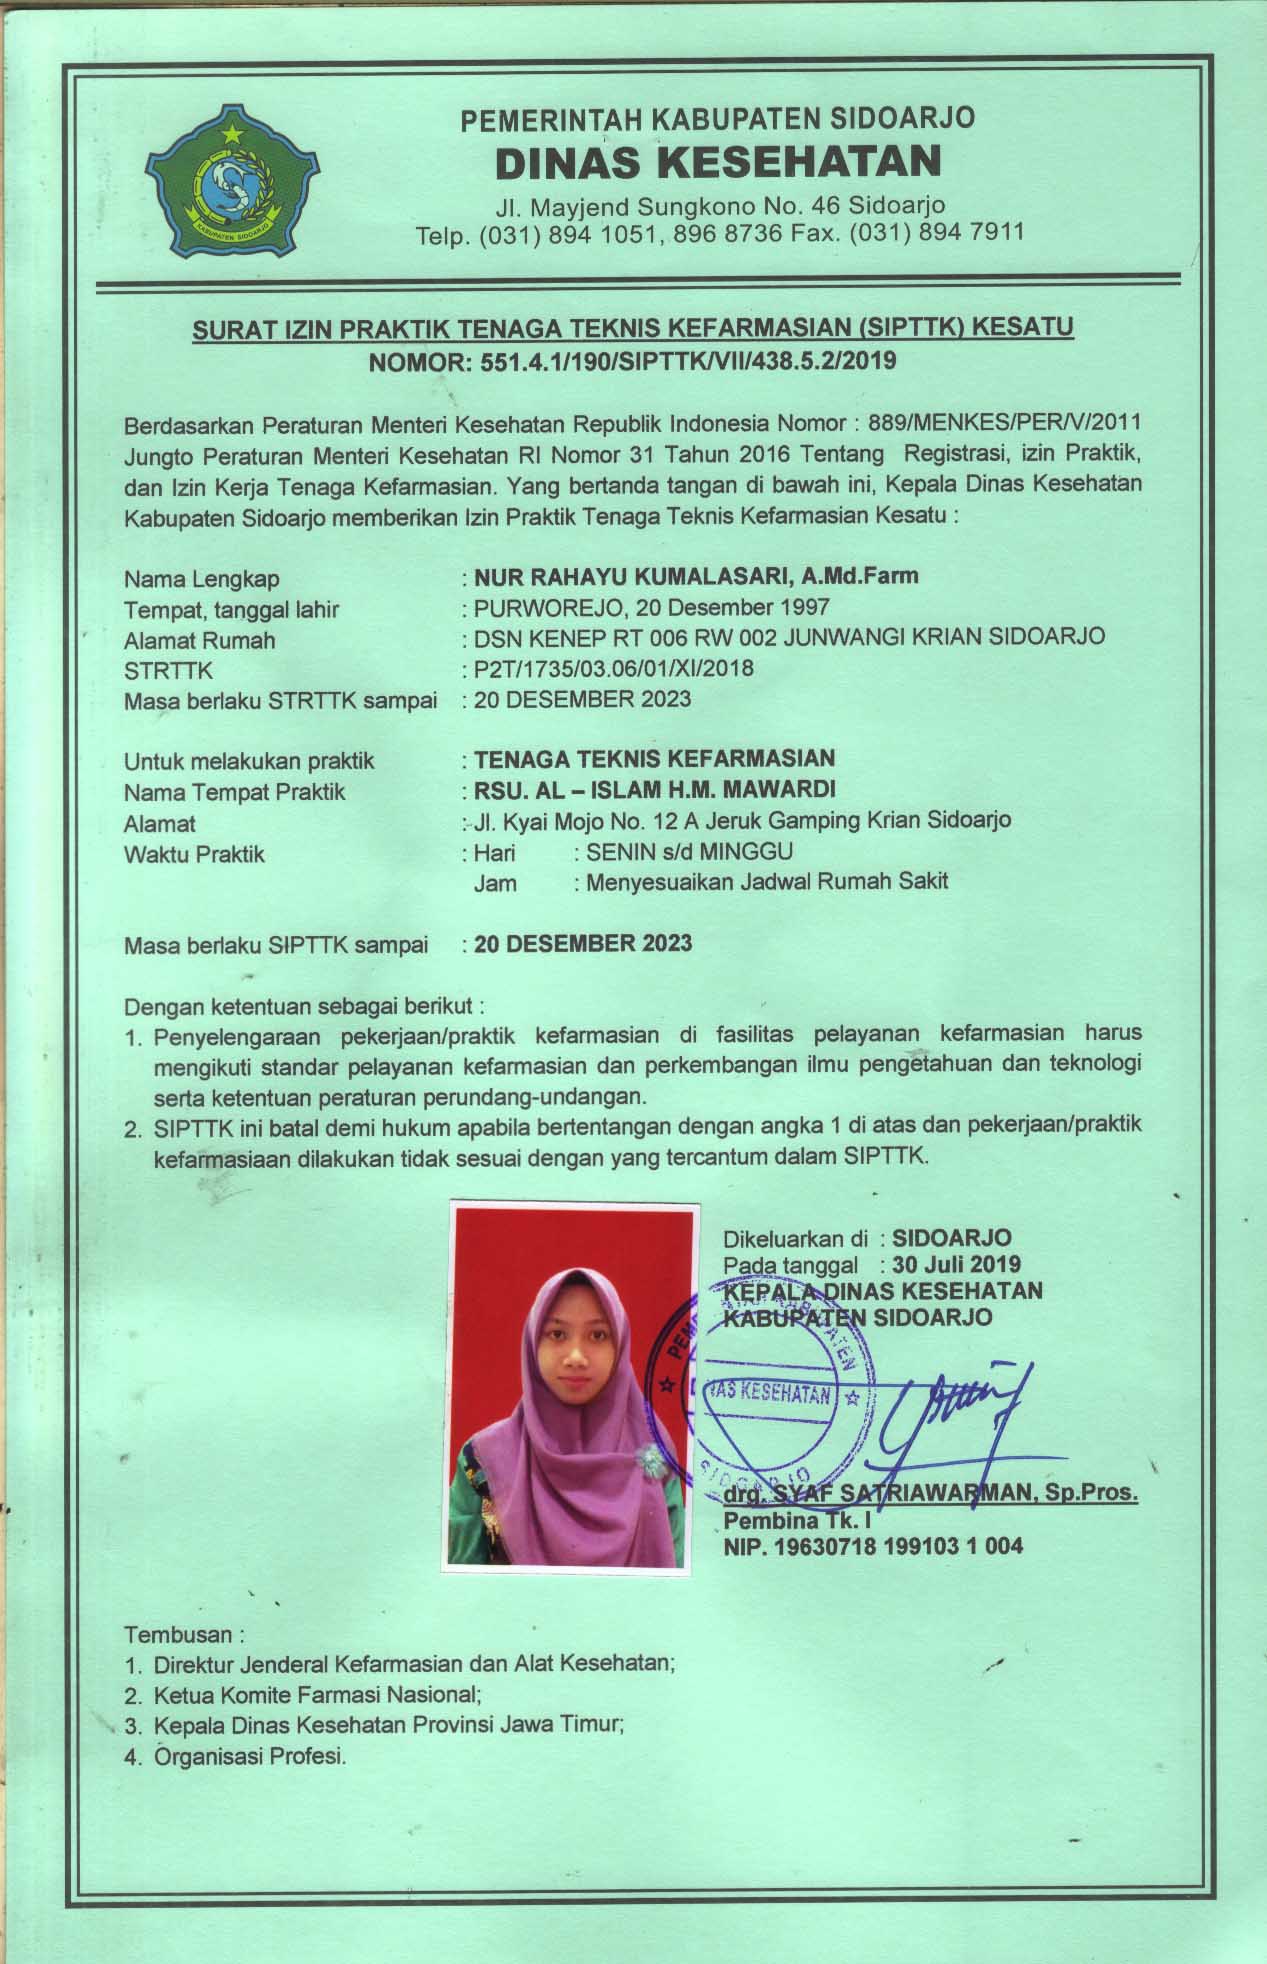 PEMERINTAH KABUPATEN SIDOARJO
DINAS KESEHATAN
Jl. Mayjend Sungkono No. 46 Sidoarjo
Telp. (031) 894 1051, 896 8736 Fax. (031) 894 7911
KABUPATEN SIDOARJO
SURAT IZIN PRAKTIK TENAGA TEKNIS KEFARMASIAN (SIPTTK) KESATU
NOMOR: 551.4.1/190/SIPTTK/VII/438.5.2/2019
Berdasarkan Peraturan Menteri Kesehatan Republik Indonesia Nomor : 889/MENKES/PER/V/2011
Jungto Peraturan Menteri Kesehatan RI Nomor 31 Tahun 2016 Tentang Registrasi, izin Praktik,
dan Izin Kerja Tenaga Kefarmasian. Yang bertanda tangan di bawah ini, Kepala Dinas Kesehatan
Kabupaten Sidoarjo memberikan Izin Praktik Tenaga Teknis Kefarmasian Kesatu :
Nama Lengkap : NUR RAHAYU KUMALASARI, A.Md.Farm
Tempat, tanggal lahir : PURWOREJO, 20 Desember 1997
Alamat Rumah : DSN KENEP RT 006 RW 002 JUNWANGI KRIAN SIDOARJO
STRTTK : P2T/1735/03.06/01/XI/2018
Masa berlaku STRTTK sampai : 20 DESEMBER 2023
Untuk melakukan praktik : TENAGA TEKNIS KEFARMASIAN
Nama Tempat Praktik : RSU. AL – ISLAM H.M. MAWARDI
Alamat : Jl. Kyai Mojo No. 12 A Jeruk Gamping Krian Sidoarjo
Waktu Praktik : Hari : SENIN s/d MINGGU
Jam : Menyesuaikan Jadwal Rumah Sakit
Masa berlaku SIPTTK sampai : 20 DESEMBER 2023
Dengan ketentuan sebagai berikut :
1. Penyelengaraan pekerjaan/praktik kefarmasian di fasilitas pelayanan kefarmasian harus
mengikuti standar pelayanan kefarmasian dan perkembangan ilmu pengetahuan dan teknologi
serta ketentuan peraturan perundang-undangan.
2. SIPTTK ini batal demi hukum apabila bertentangan dengan angka 1 di atas dan pekerjaan/praktik
kefarmasiaan dilakukan tidak sesuai dengan yang tercantum dalam SIPTTK.
Dikeluarkan di : SIDOARJO
Pada tanggal : 30 Juli 2019
KEPALA DINAS KESEHATAN
KABUPATEN SIDOARJO
KABUPATEN
DINAS KESEHATAN
SIDOARJO
drg. SYAF SATRIAWARMAN, Sp.Pros.
Pembina Tk. I
NIP. 19630718 199103 1 004
Tembusan :
1. Direktur Jenderal Kefarmasian dan Alat Kesehatan;
2. Ketua Komite Farmasi Nasional;
3. Kepala Dinas Kesehatan Provinsi Jawa Timur;
4. Organisasi Profesi.